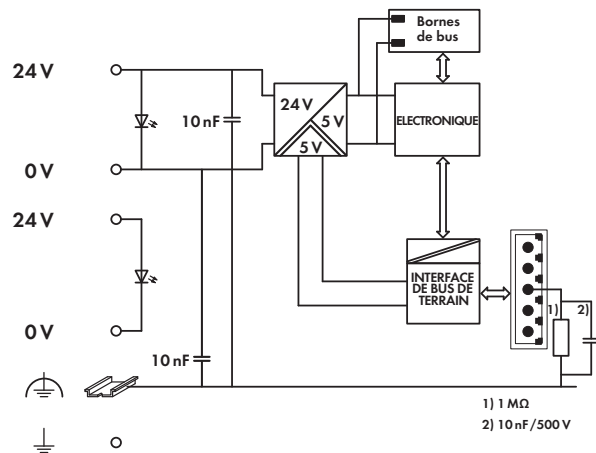 Bornes
de bus
24 V
10 nF
24 V
5 V
5 V
ELECTRONIQUE
0 V
24 V
INTERFACE
DE BUS DE
TERRAIN
1)
2)
0 V
10 nF
1) 1 MΩ
2) 10 nF/500 V